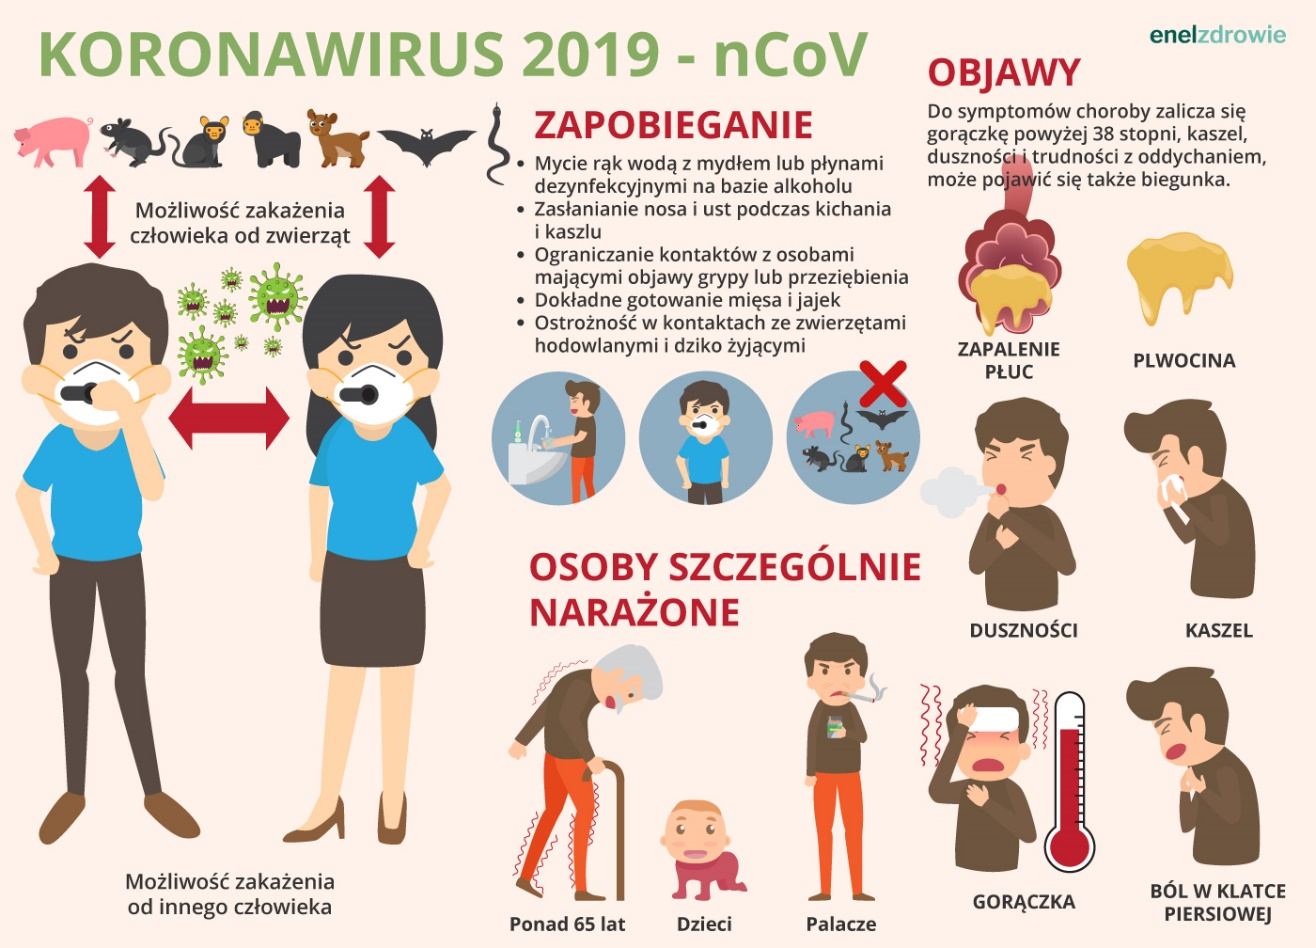 KORONAWIRUS 2019 - nCoV
enelzdrowie
Możliwość zakażenia
człowieka od zwierząt
Możliwość zakażenia
od innego człowieka
ZAPOBIEGANIE
• Mycie rąk wodą z mydłem lub płynami
dezynfekcyjnymi na bazie alkoholu
• Zasłanianie nosa i ust podczas kichania
i kaszlu
• Ograniczanie kontaktów z osobami
mającymi objawy grypy lub przeziębienia
• Dokładne gotowanie mięsa i jajek
• Ostrożność w kontaktach ze zwierzętami
hodowlanymi i dziko żyjącymi
OSOBY SZCZEGÓLNIE
NARAŻONE
Ponad 65 lat
Dzieci
Palacze
OBJAWY
Do symptomów choroby zalicza się
gorączkę powyżej 38 stopni, kaszel,
duszności i trudności z oddychaniem,
może pojawić się także biegunka.
ZAPALENIE
PŁUC
PLWOCINA
DUSZNOŚCI
KASZEL
GORĄCZKA
BÓL W KLATCE
PIERSIOWEJ